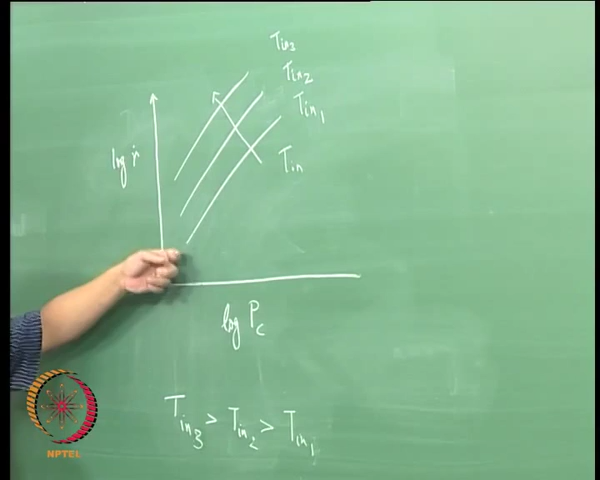 Tin3
Tin2
Tin1
log ṙ
Tin
log Pc
Tin3 > Tin2 > Tin1
NPTEL